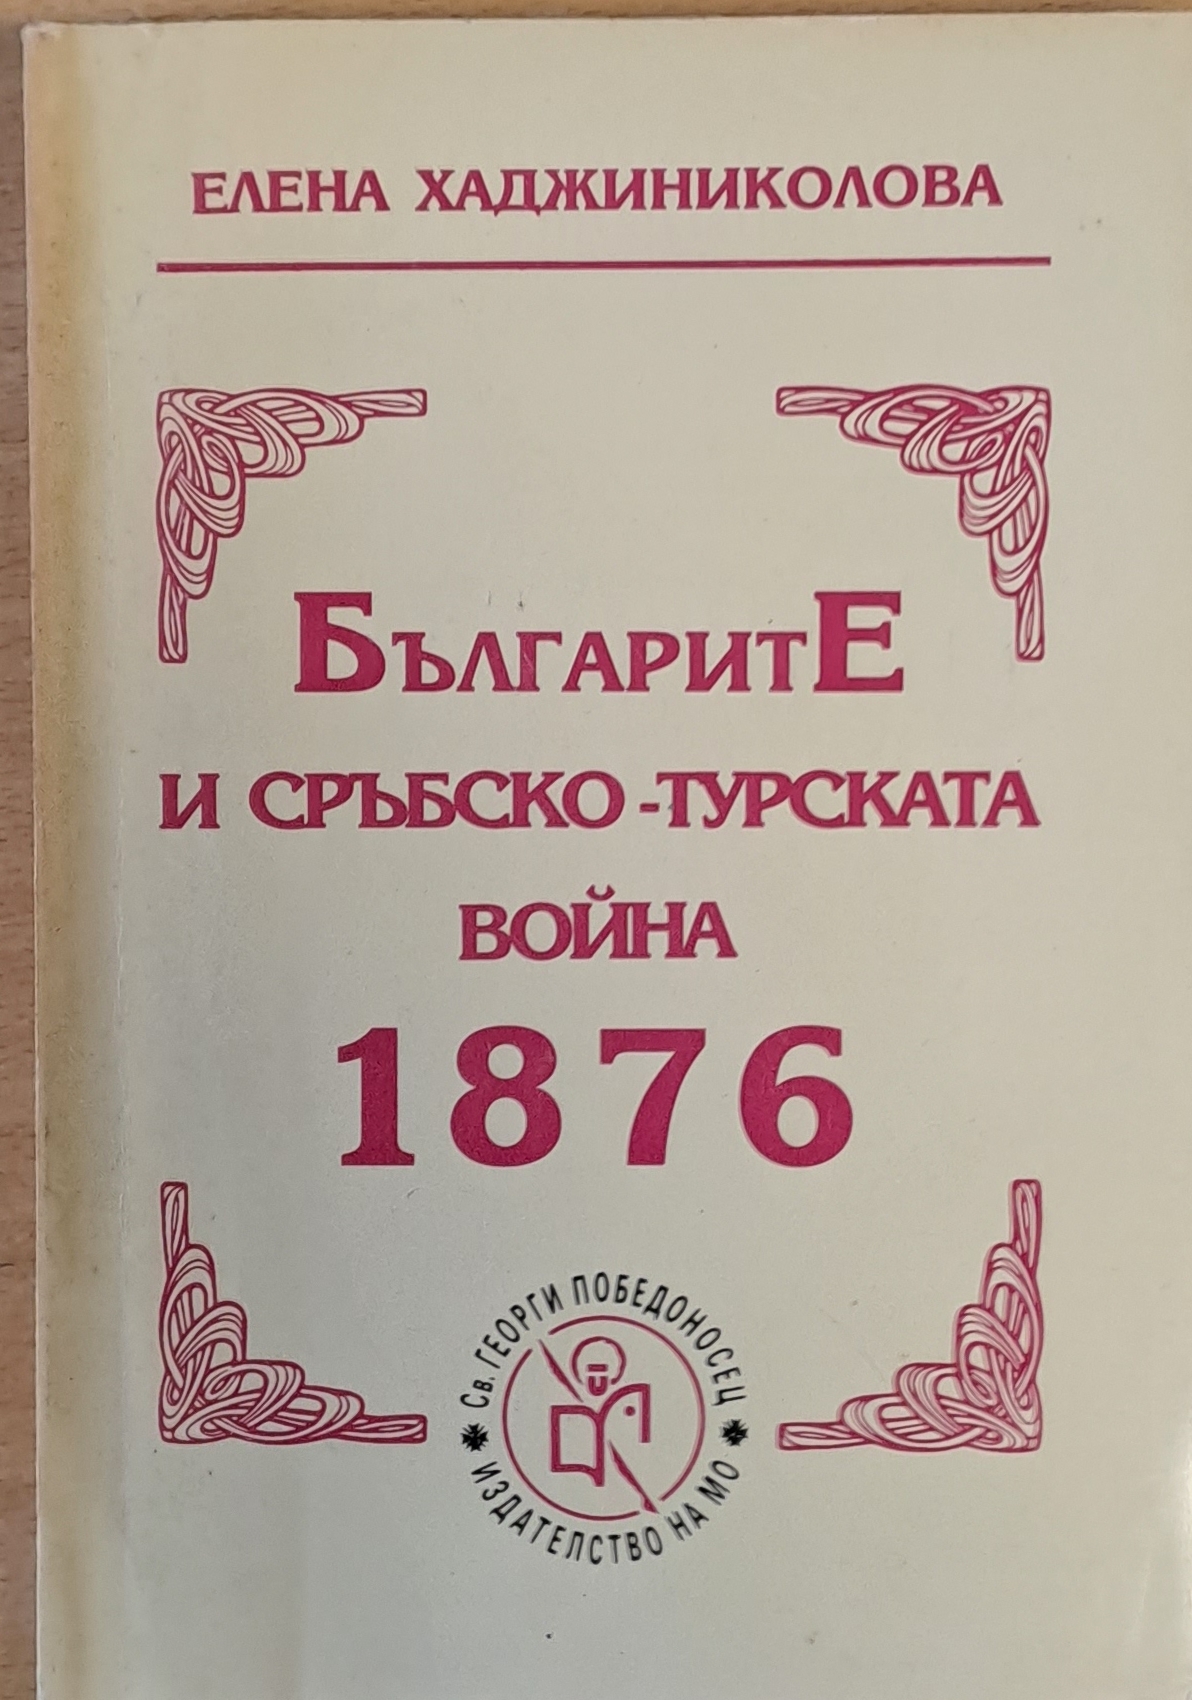 ЕЛЕНА ХАДЖИНИКОЛОВА
БЪЛГАРИТЕ
И СРЪБСКО-ТУРСКАТА
ВОЙНА
1876
Св. ГЕОРГИ ПОБЕДОНОСЕЦ
ИЗДАТЕЛСТВО НА МО